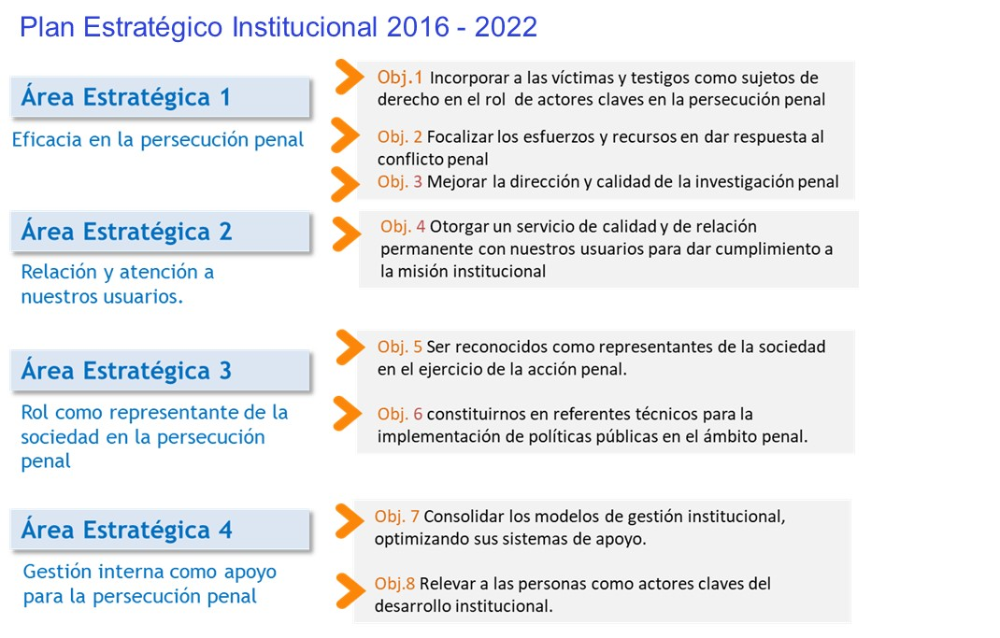 Plan Estratégico Institucional 2016 - 2022
Área Estratégica 1
Eficacia en la persecución penal
Obj.1 Incorporar a las víctimas y testigos como sujetos de
derecho en el rol de actores claves en la persecución penal
Obj. 2 Focalizar los esfuerzos y recursos en dar respuesta al
conflicto penal
Obj. 3 Mejorar la dirección y calidad de la investigación penal
Área Estratégica 2
Relación y atención a
nuestros usuarios.
Obj. 4 Otorgar un servicio de calidad y de relación
permanente con nuestros usuarios para dar cumplimiento a
la misión institucional
Área Estratégica 3
Rol como representante de la
sociedad en la persecución
penal
Obj. 5 Ser reconocidos como representantes de la sociedad
en el ejercicio de la acción penal.
Obj. 6 constituirnos en referentes técnicos para la
implementación de políticas públicas en el ámbito penal.
Área Estratégica 4
Gestión interna como apoyo
para la persecución penal
Obj. 7 Consolidar los modelos de gestión institucional,
optimizando sus sistemas de apoyo.
Obj.8 Relevar a las personas como actores claves del
desarrollo institucional.